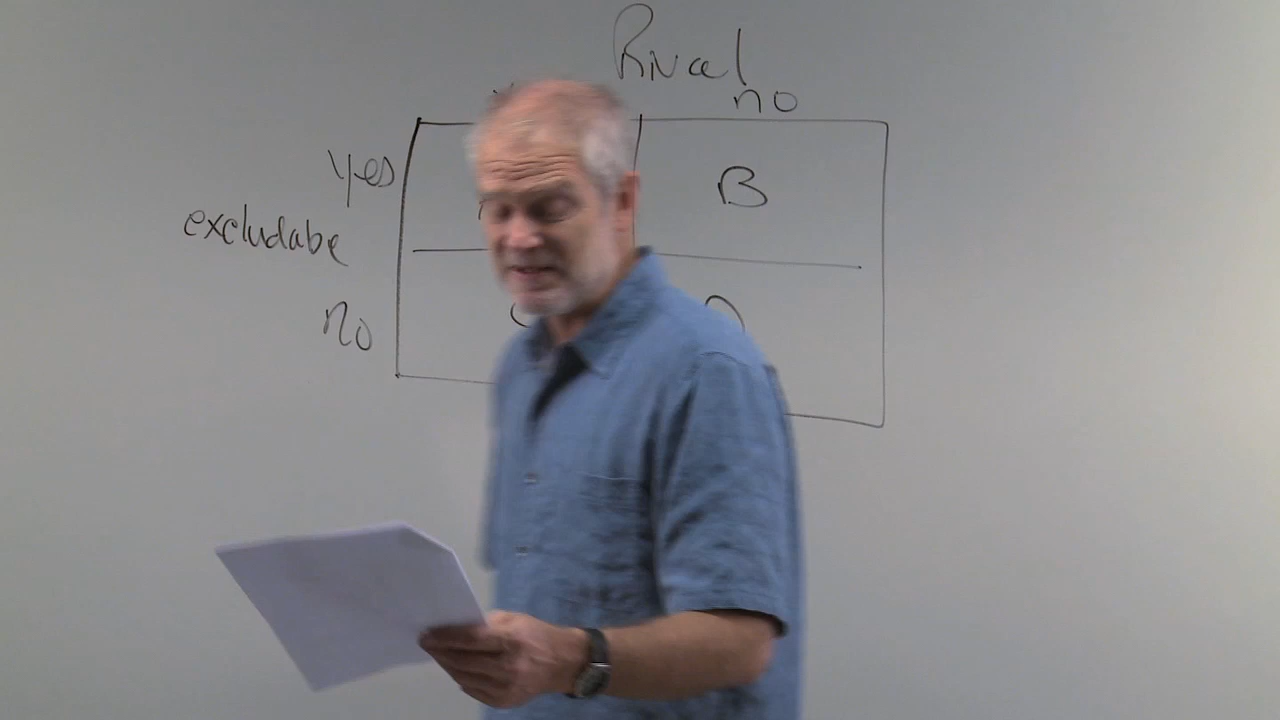 Rival
no
yes
B
excludabe
no